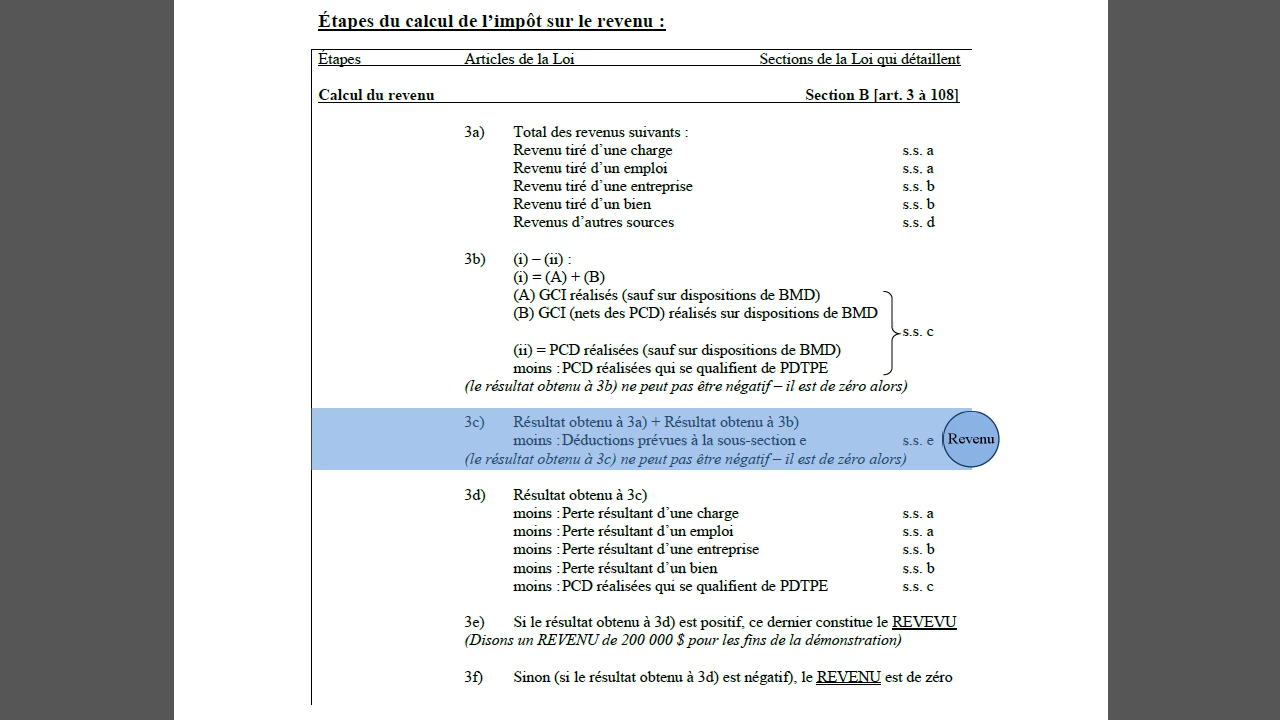 Étapes du calcul de l’impôt sur le revenu :
Étapes Articles de la Loi Sections de la Loi qui détaillent
Calcul du revenu Section B [art. 3 à 108]
3a) Total des revenus suivants :
Revenu tiré d’une charge s.s. a
Revenu tiré d’un emploi s.s. a
Revenu tiré d’une entreprise s.s. b
Revenu tiré d’un bien s.s. b
Revenus d’autres sources s.s. d
3b) (i) – (ii) :
(i) = (A) + (B)
(A) GCI réalisés (sauf sur dispositions de BMD)
(B) GCI (nets des PCD) réalisés sur dispositions de BMD
s.s. c
(ii) = PCD réalisées (sauf sur dispositions de BMD)
moins : PCD réalisées qui se qualifient de PDTPE
(le résultat obtenu à 3b) ne peut pas être négatif – il est de zéro alors)
3c) Résultat obtenu à 3a) + Résultat obtenu à 3b)
moins : Déductions prévues à la sous-section e s.s. e Revenu
(le résultat obtenu à 3c) ne peut pas être négatif – il est de zéro alors)
3d) Résultat obtenu à 3c)
moins : Perte résultant d’une charge s.s. a
moins : Perte résultant d’un emploi s.s. a
moins : Perte résultant d’une entreprise s.s. b
moins : Perte résultant d’un bien s.s. b
moins : PCD réalisées qui se qualifient de PDTPE s.s. c
3e) Si le résultat obtenu à 3d) est positif, ce dernier constitue le REVEVU
(Disons un REVENU de 200 000 $ pour les fins de la démonstration)
3f) Sinon (si le résultat obtenu à 3d) est négatif), le REVENU est de zéro